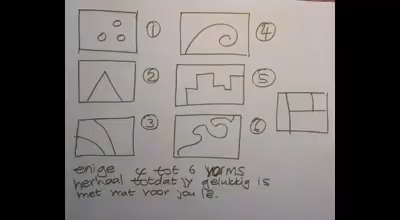 1
4
2
5
3
6
enige 4 tot 6 vorms
herhaal totdat jy gelukkig is
met wat voor jou lê.